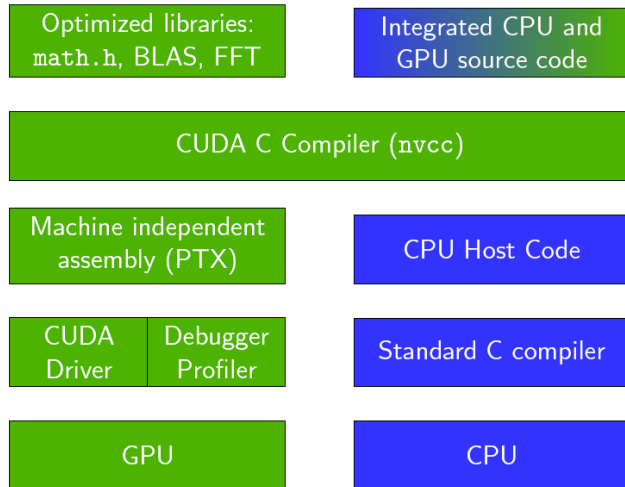 Optimized libraries:
math.h, BLAS, FFT
Integrated CPU and
GPU source code
CUDA C Compiler (nvcc)
Machine independent
assembly (PTX)
CPU Host Code
CUDA
Driver
Debugger
Profiler
Standard C compiler
GPU
CPU